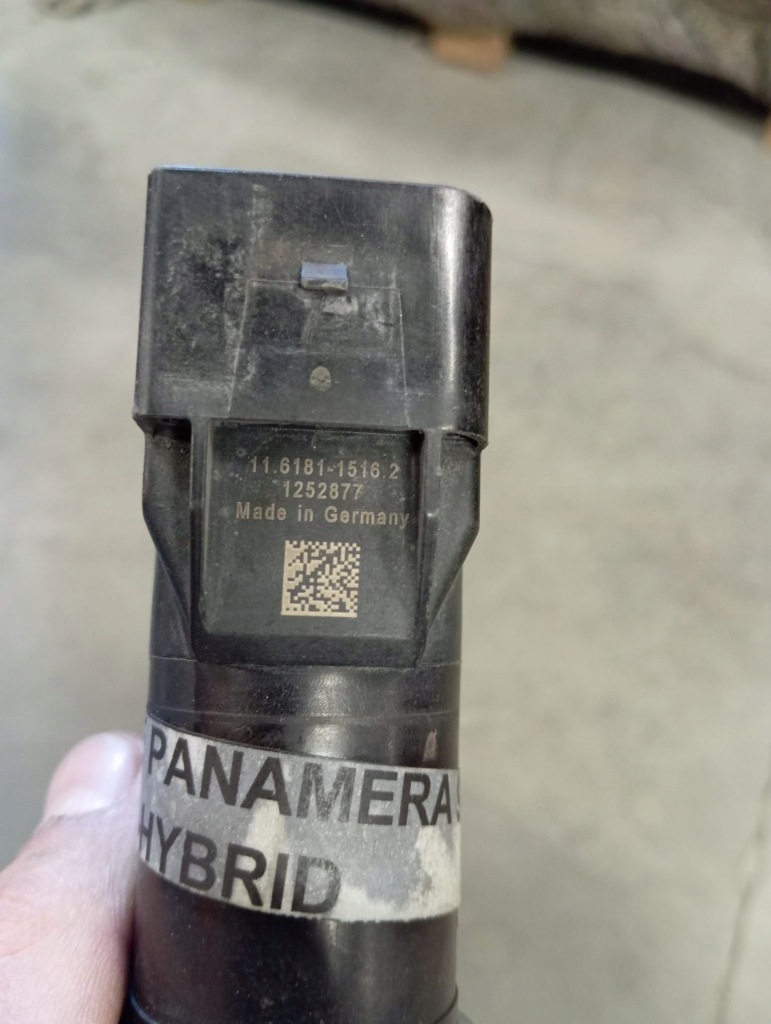 11.6181-1516.2
1252877
Made in Germany
PANAMERA
HYBRID